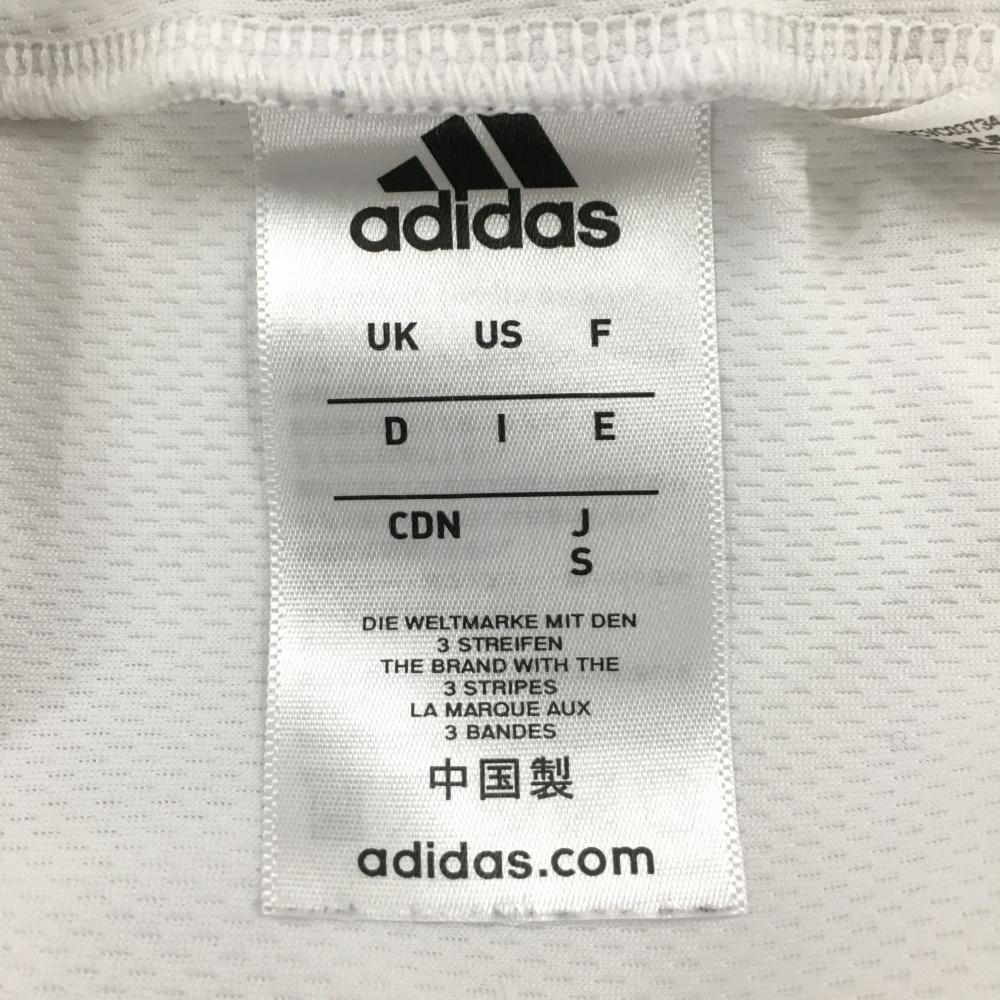 adidas
UK US F
D I E
CDN J
S
DIE WELTMARKE MIT DEN
3 STREIFEN
THE BRAND WITH THE
3 STRIPES
LA MARQUE AUX
3 BANDES
中国製
adidas.com